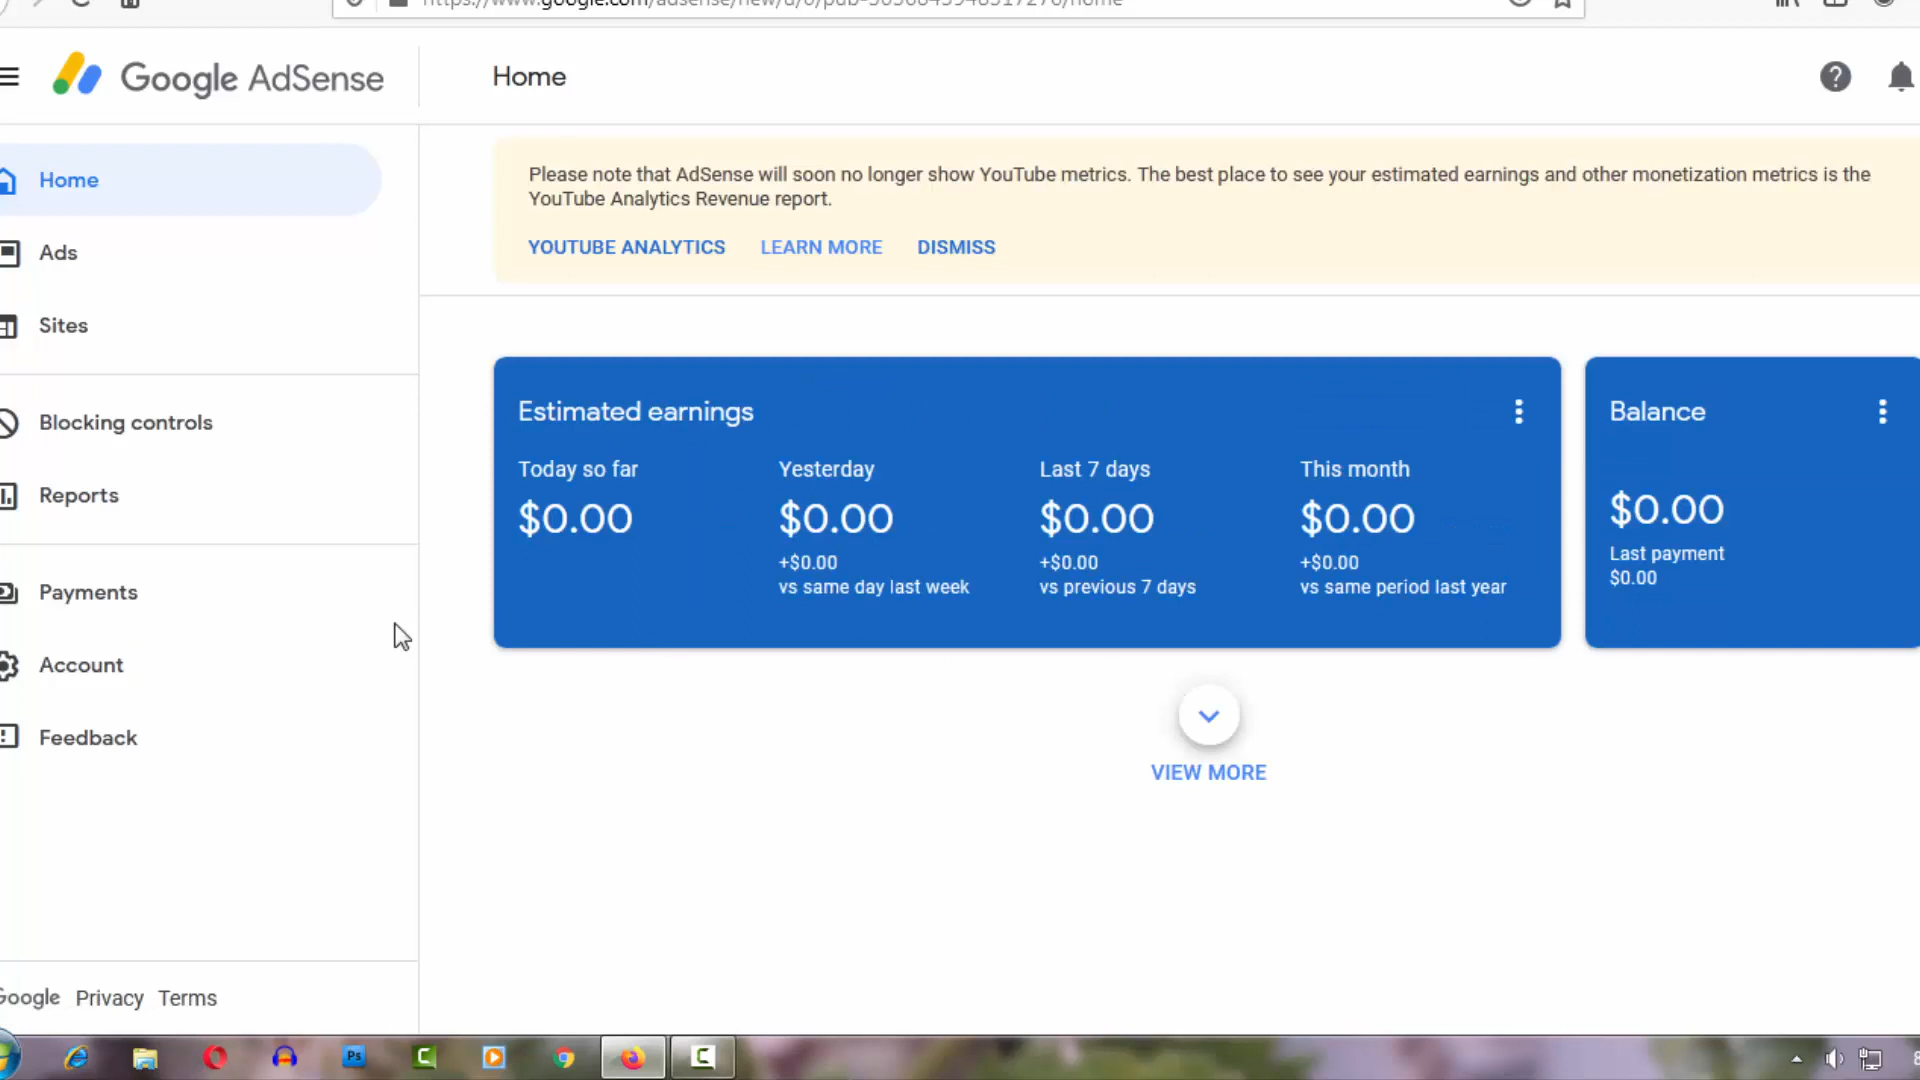 Google AdSense
Home
Home
Ads
Sites
Blocking controls
Reports
Payments
Account
Feedback
Google Privacy Terms
Please note that AdSense will soon no longer show YouTube metrics. The best place to see your estimated earnings and other monetization metrics is the
YouTube Analytics Revenue report.
YOUTUBE ANALYTICS LEARN MORE DISMISS
Estimated earnings
Today so far
$0.00
Yesterday
$0.00
+$0.00
vs same day last week
Last 7 days
$0.00
+$0.00
vs previous 7 days
This month
$0.00
+$0.00
vs same period last year
Balance
$0.00
Last payment
$0.00
VIEW MORE
Ps